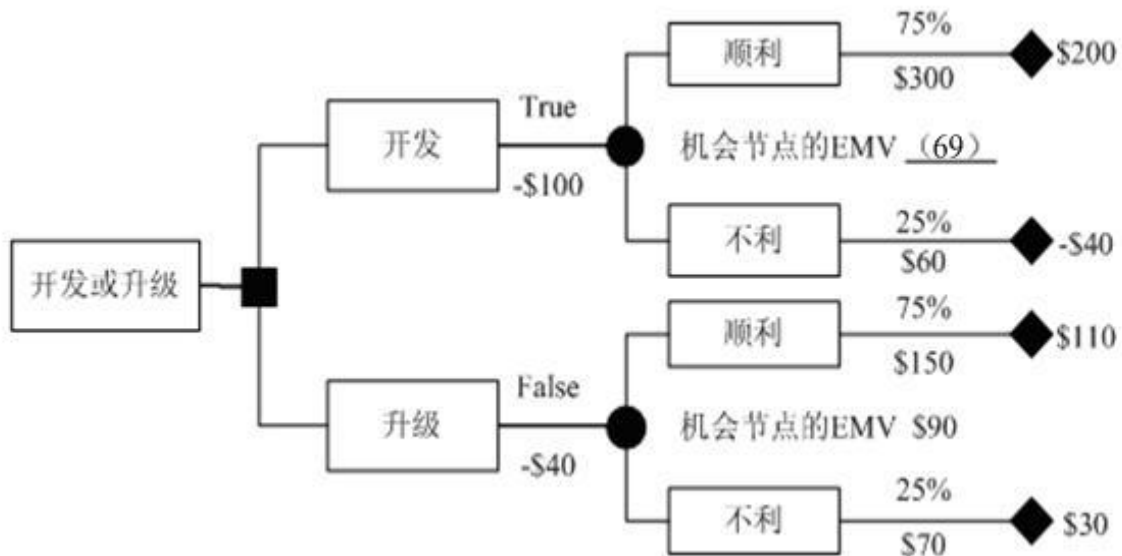 75%
顺利
$200
$300
True
开发
机会节点的EMV （69）
-$100
25%
不利
-$40
$60
开发或升级
75%
顺利
$110
$150
False
升级
机会节点的EMV $90
-$40
25%
不利
$30
$70